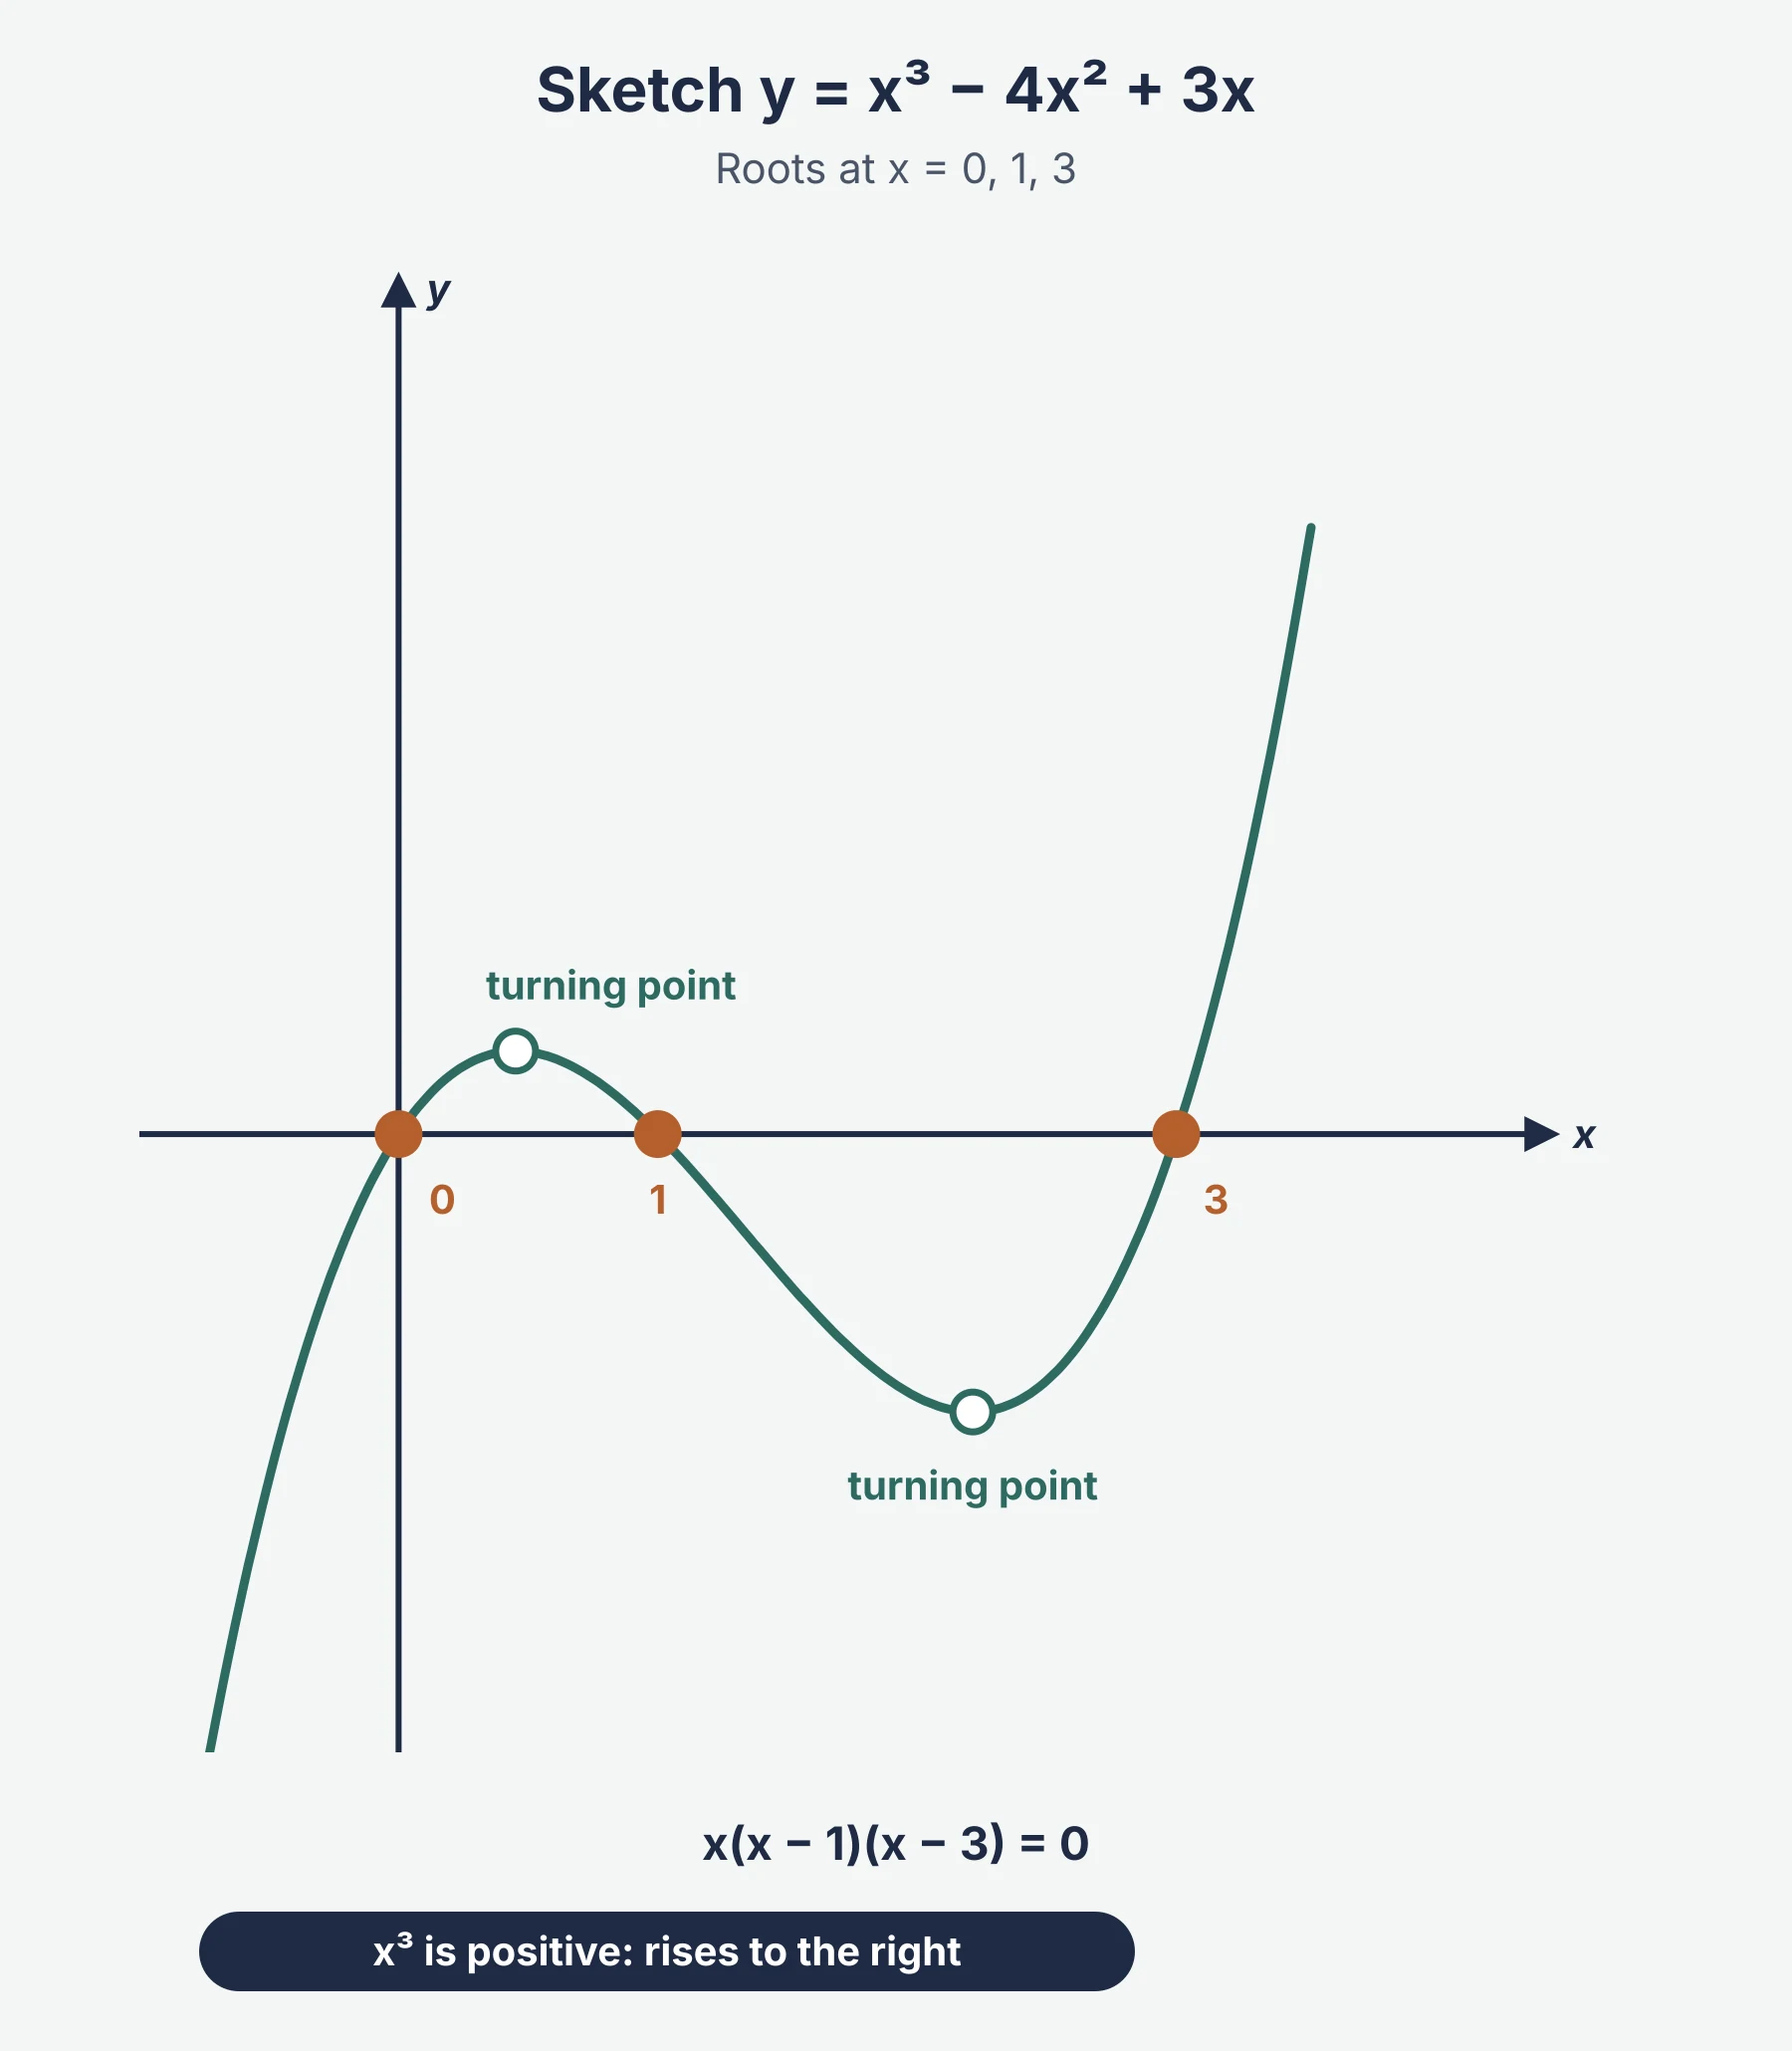 Sketch y = x³ − 4x² + 3x
Roots at x = 0, 1, 3
y
turning point
x
0 1 3
turning point
x(x − 1)(x − 3) = 0
x³ is positive: rises to the right